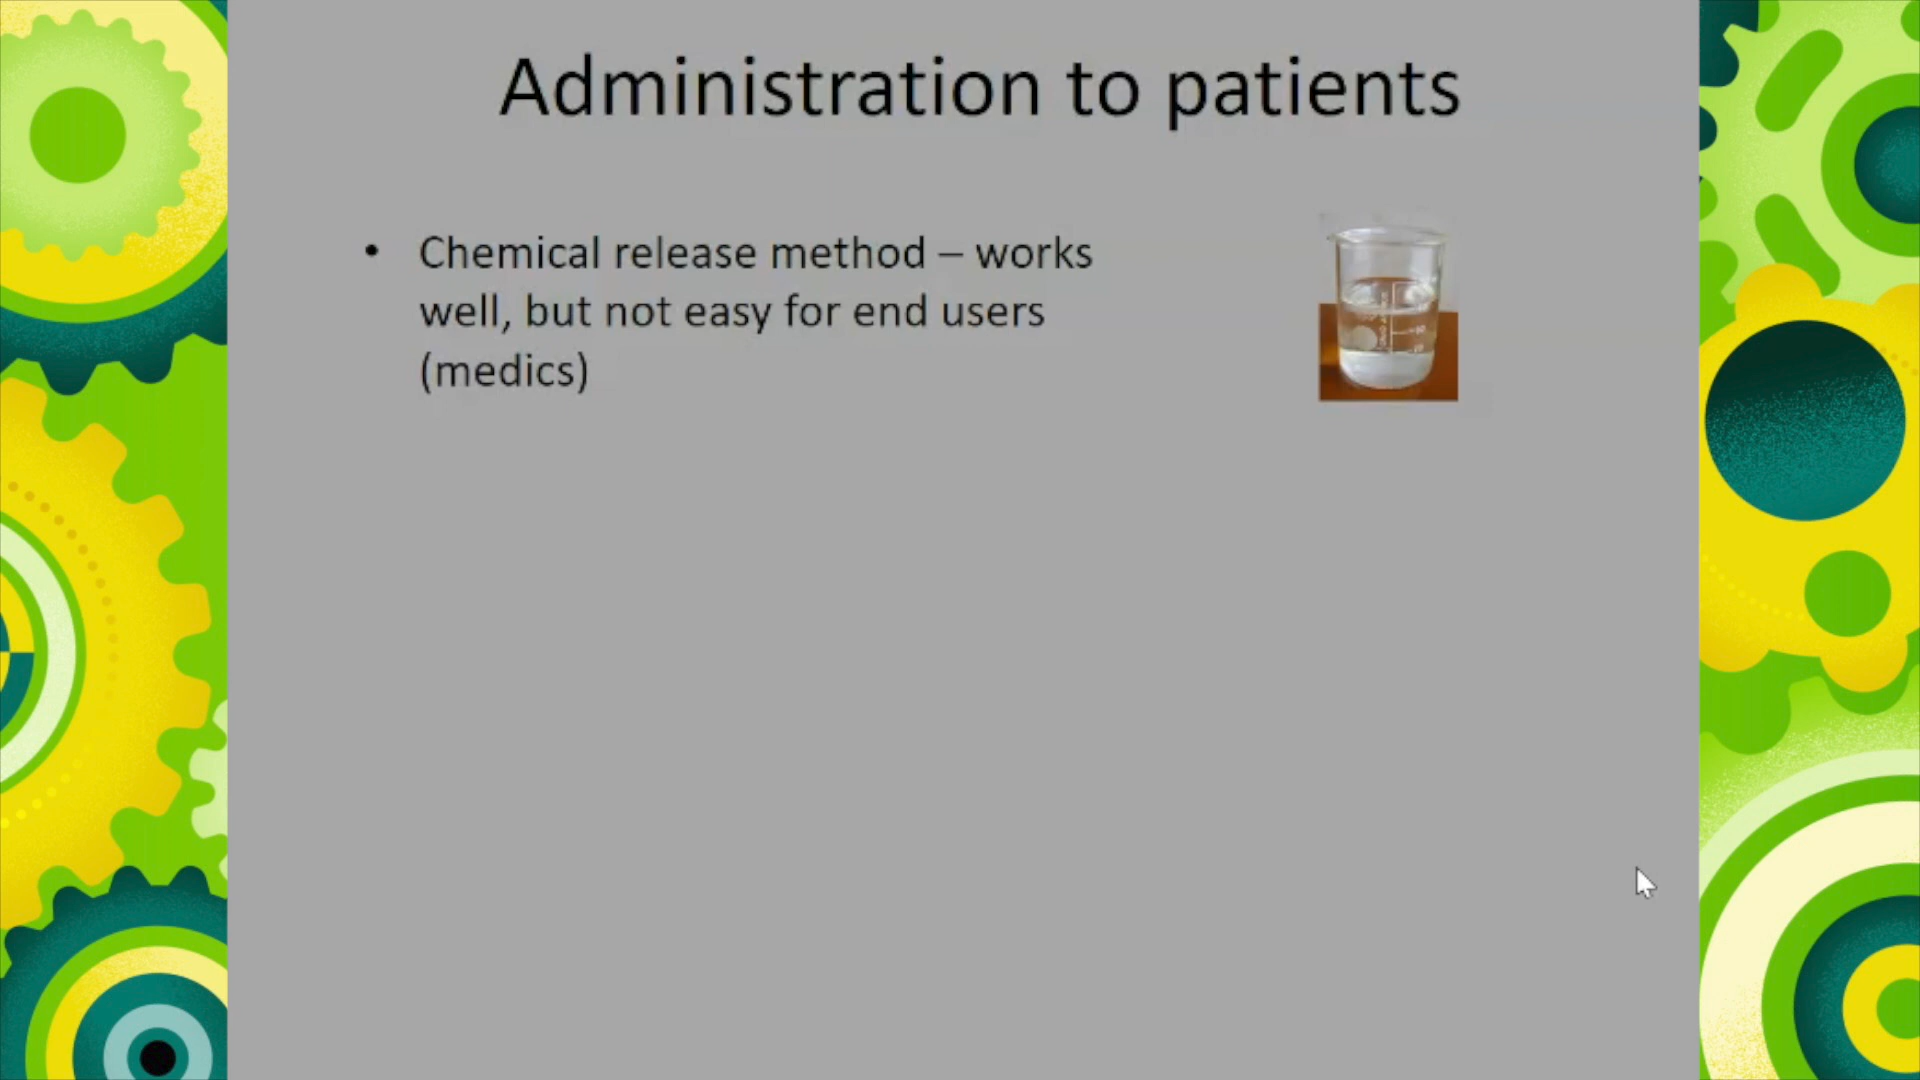 Administration to patients
• Chemical release method – works
well, but not easy for end users
(medics)